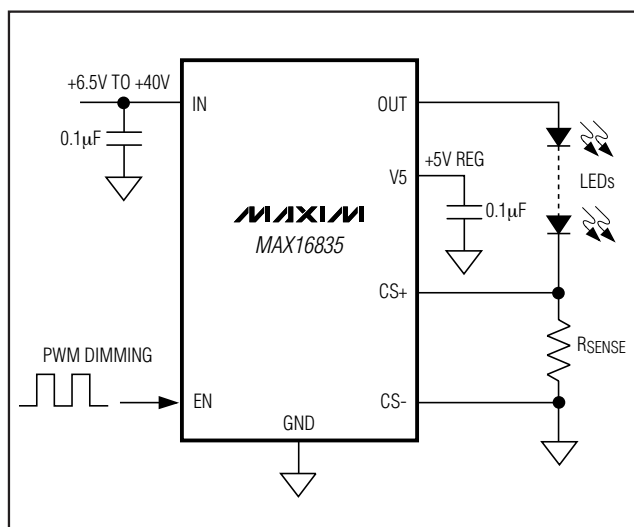 +6.5V TO +40V
IN
OUT
0.1µF
+5V REG
V5
LEDs
0.1µF
MAXIM
MAX16835
CS+
PWM DIMMING
RSENSE
EN
CS-
GND